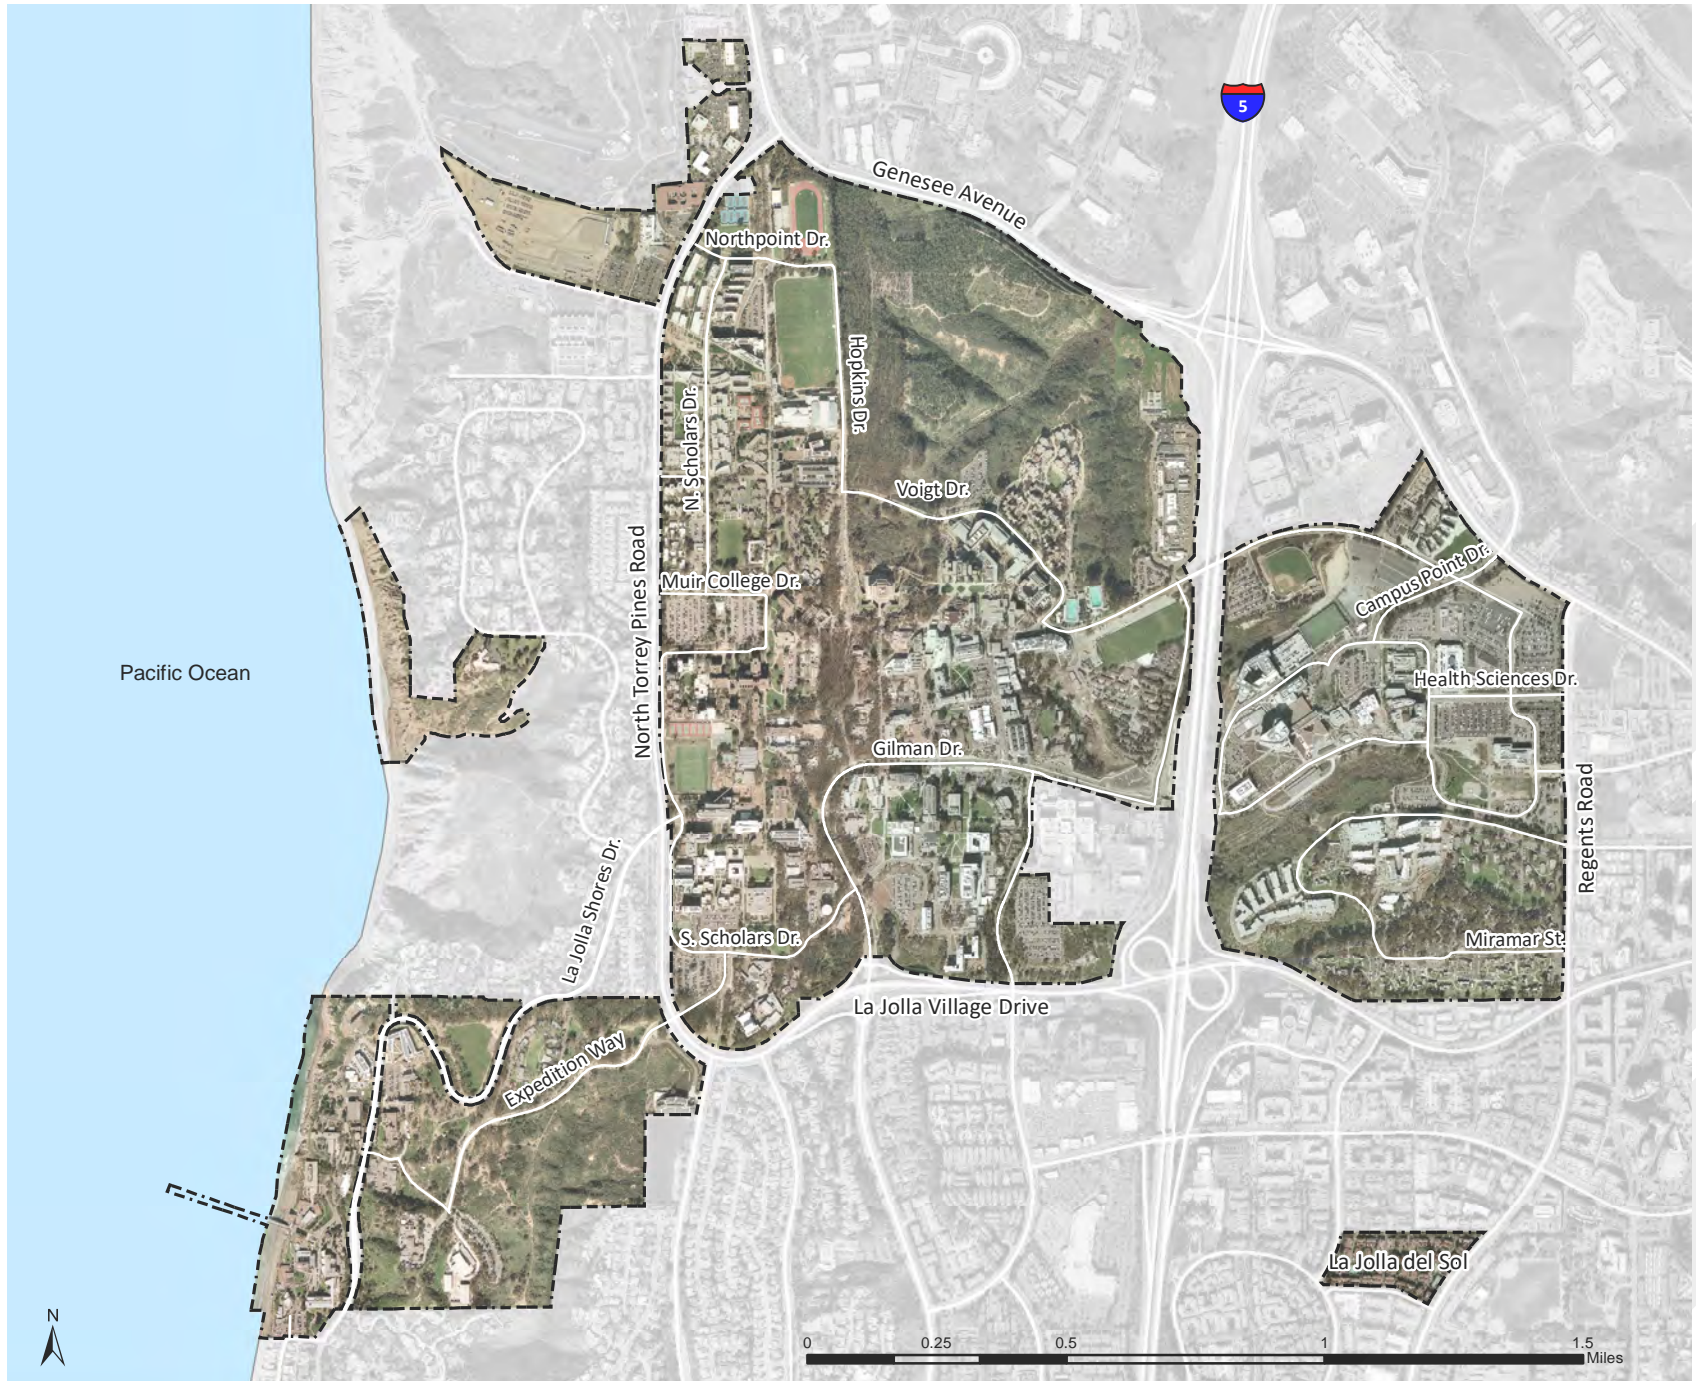 5
Genesee Avenue
Northpoint Dr.
Hopkins Dr.
N. Scholars Dr.
Voigt Dr.
Muir College Dr.
Campus Point Dr.
North Torrey Pines Road
Pacific Ocean
Health Sciences Dr.
Gilman Dr.
Regents Road
La Jolla Shores Dr.
S. Scholars Dr.
Miramar St.
La Jolla Village Drive
Expedition Way
La Jolla del Sol
N
0 0.25 0.5 1 1.5
Miles